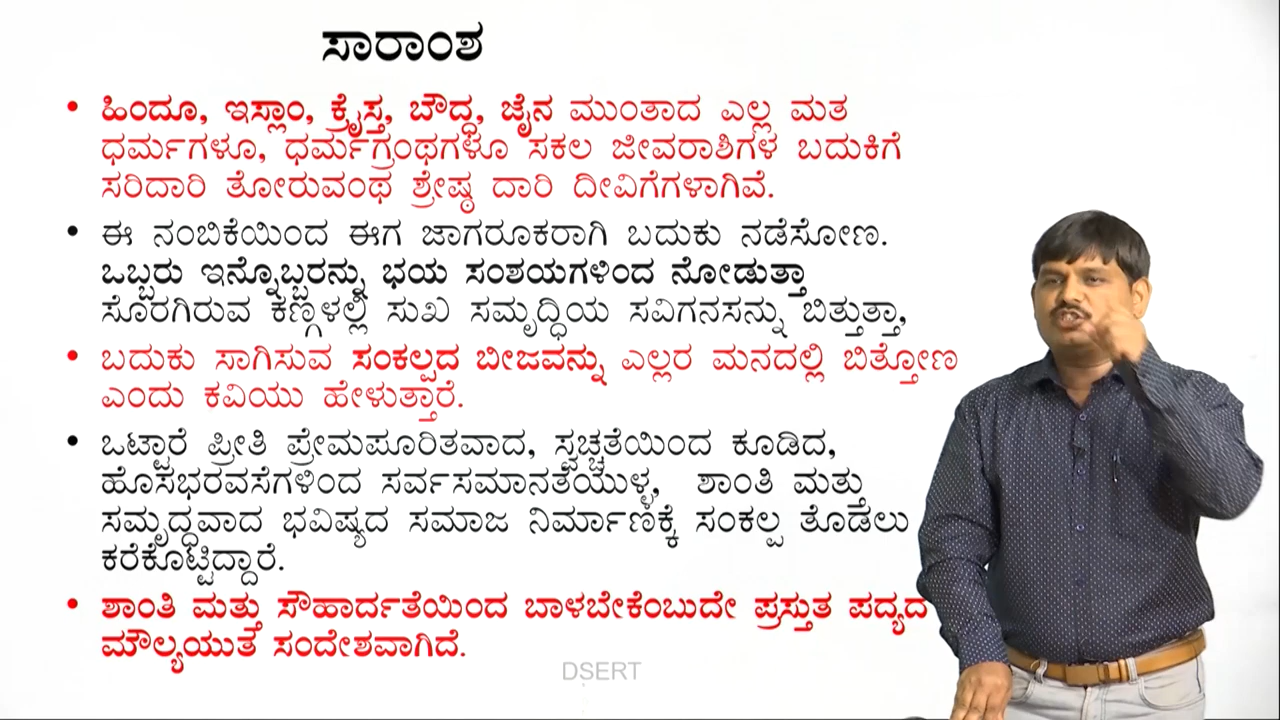 ಸಾರಾಂಶ
• ಹಿಂದೂ, ಇಸ್ಲಾಂ, ಕ್ರೈಸ್ತ, ಬೌದ್ಧ, ಜೈನ ಮುಂತಾದ ಎಲ್ಲ ಮತ
ಧರ್ಮಗಳೂ, ಧರ್ಮಗ್ರಂಥಗಳೂ ಸಕಲ ಜೀವರಾಶಿಗಳ ಬದುಕಿಗೆ
ಸರಿದಾರಿ ತೋರುವಂಥ ಶ್ರೇಷ್ಠ ದಾರಿ ದೀವಿಗೆಗಳಾಗಿವೆ.
• ಈ ನಂಬಿಕೆಯಿಂದ ಈಗ ಜಾಗರೂಕರಾಗಿ ಬದುಕು ನಡೆಸೋಣ.
ಒಬ್ಬರು ಇನ್ನೊಬ್ಬರನ್ನು ಭಯ ಸಂಶಯಗಳಿಂದ ನೋಡುತ್ತಾ
ಸೊರಗಿರುವ ಕಣ್ಗಳಲ್ಲಿ ಸುಖ ಸಮೃದ್ಧಿಯ ಸವಿಗನಸನ್ನು ಬಿತ್ತುತ್ತಾ,
• ಬದುಕು ಸಾಗಿಸುವ ಸಂಕಲ್ಪದ ಬೀಜವನ್ನು ಎಲ್ಲರ ಮನದಲ್ಲಿ ಬಿತ್ತೋಣ
ಎಂದು ಕವಿಯು ಹೇಳುತ್ತಾರೆ.
• ಒಟ್ಟಾರೆ ಪ್ರೀತಿ ಪ್ರೇಮಪೂರಿತವಾದ, ಸ್ವಚ್ಚತೆಯಿಂದ ಕೂಡಿದ,
ಹೊಸಭರವಸೆಗಳಿಂದ ಸರ್ವಸಮಾನತೆಯುಳ್ಳ, ಶಾಂತಿ ಮತ್ತು
ಸಮೃದ್ಧವಾದ ಭವಿಷ್ಯದ ಸಮಾಜ ನಿರ್ಮಾಣಕ್ಕೆ ಸಂಕಲ್ಪ ತೊಡಲು
ಕರೆಕೊಟ್ಟಿದ್ದಾರೆ.
• ಶಾಂತಿ ಮತ್ತು ಸೌಹಾರ್ದತೆಯಿಂದ ಬಾಳಬೇಕೆಂಬುದೇ ಪ್ರಸ್ತುತ ಪದ್ಯದ
ಮೌಲ್ಯಯುತ ಸಂದೇಶವಾಗಿದೆ.
DSERT